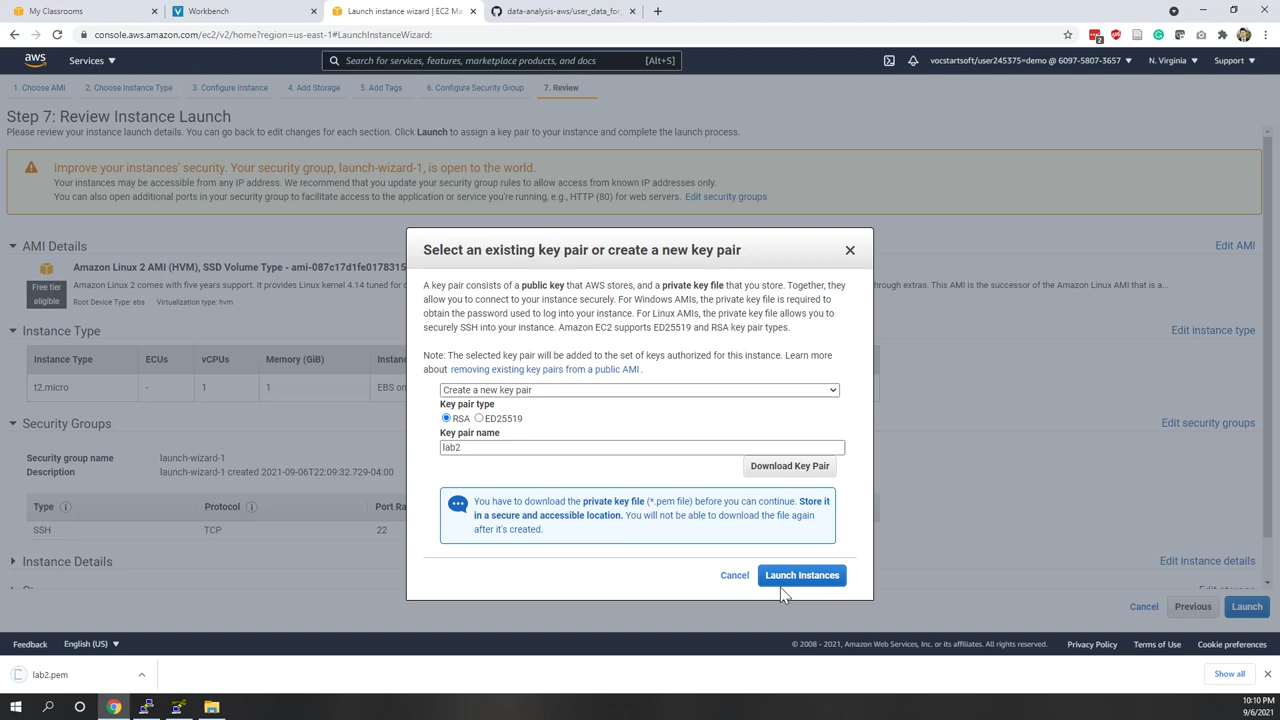 My Classrooms
Workbench
Launch instance wizard | EC2 Ma
data-analysis-aws/user_data_for_
console.aws.amazon.com/ec2/v2/home?region=us-east-1#LaunchInstanceWizard:
2
aws
Services
Search for services, features, marketplace products, and docs
[Alt+S]
vocstartsoft/user245375=demo @ 6097-5807-3657
N. Virginia
Support
1. Choose AMI
2. Choose Instance Type
3. Configure Instance
4. Add Storage
5. Add Tags
6. Configure Security Group
7. Review
Step 7: Review Instance Launch
Please review your instance launch details. You can go back to edit changes for each section. Click Launch to assign a key pair to your instance and complete the launch process.
Improve your instances' security. Your security group, launch-wizard-1, is open to the world.
Your instances may be accessible from any IP address. We recommend that you update your security group rules to allow access from known IP addresses only.
You can also open additional ports in your security group to facilitate access to the application or service you're running, e.g., HTTP (80) for web servers. Edit security groups
AMI Details
Edit AMI
Amazon Linux 2 AMI (HVM), SSD Volume Type - ami-087c17d1fe0178315
Free tier
eligible
Amazon Linux 2 comes with five years support. It provides Linux kernel 4.14 tuned for
through extras. This AMI is the successor of the Amazon Linux AMI that is a...
Root Device Type: ebs
Virtualization type: hvm
Instance Type
Edit instance type
Instance Type
ECUs
vCPUs
Memory (GiB)
t2.micro
-
1
1
EBS on
Security Groups
Edit security groups
Security group name
launch-wizard-1
Description
launch-wizard-1 created 2021-09-06T22:09:32.729-04:00
Type
Protocol
Port Ra
SSH
TCP
22
Instance Details
Edit instance details
Select an existing key pair or create a new key pair
A key pair consists of a public key that AWS stores, and a private key file that you store. Together, they
allow you to connect to your instance securely. For Windows AMIs, the private key file is required to
obtain the password used to log into your instance. For Linux AMIs, the private key file allows you to
securely SSH into your instance. Amazon EC2 supports ED25519 and RSA key pair types.
Note: The selected key pair will be added to the set of keys authorized for this instance. Learn more
about removing existing key pairs from a public AMI .
Create a new key pair
Key pair type
RSA
ED25519
Key pair name
lab2
Download Key Pair
You have to download the private key file (*.pem file) before you can continue. Store it
in a secure and accessible location. You will not be able to download the file again
after it's created.
Cancel
Launch Instances
Cancel
Previous
Launch
Feedback
English (US)
© 2008 - 2021, Amazon Web Services, Inc. or its affiliates. All rights reserved.
Privacy Policy
Terms of Use
Cookie preferences
lab2.pem
Show all
10:10 PM
9/6/2021